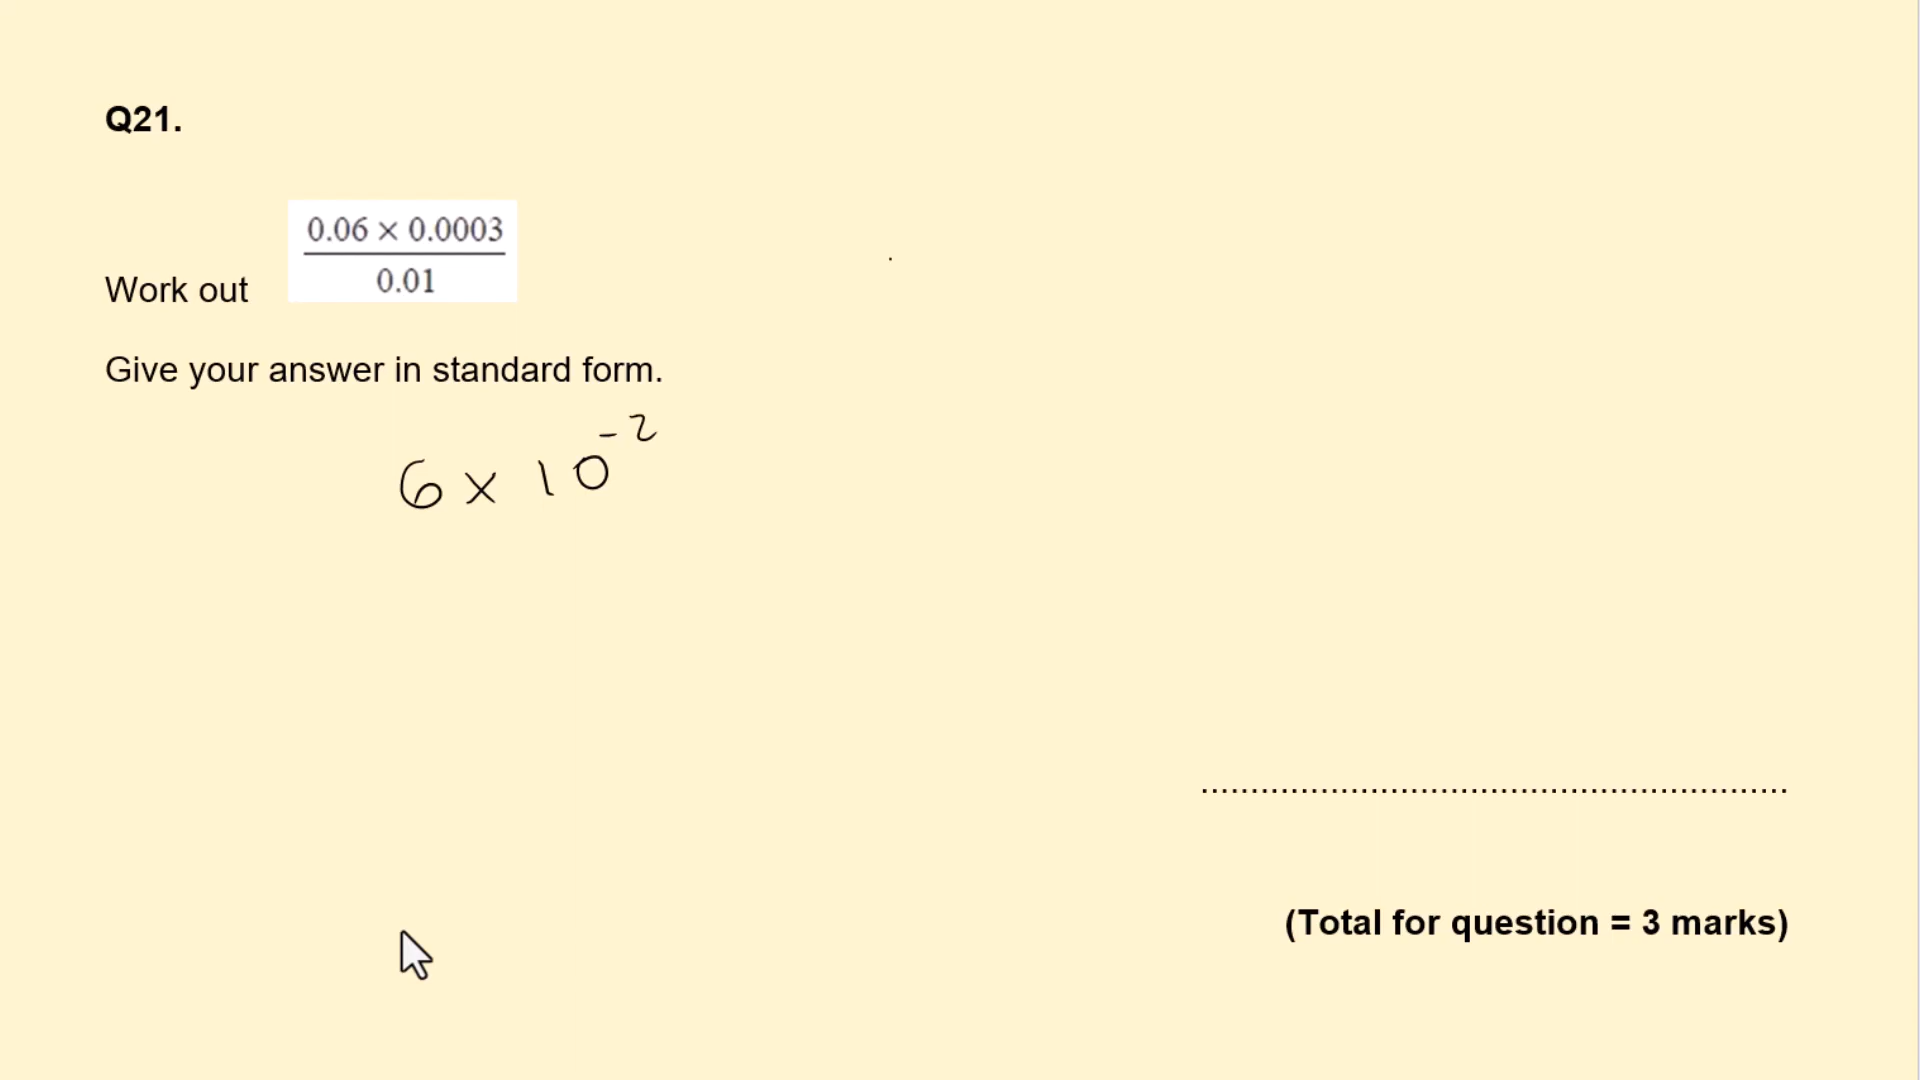 Q21.
Work out 0.06 × 0.0003
0.01
Give your answer in standard form.
6 × 10⁻²
..........................................................
(Total for question = 3 marks)